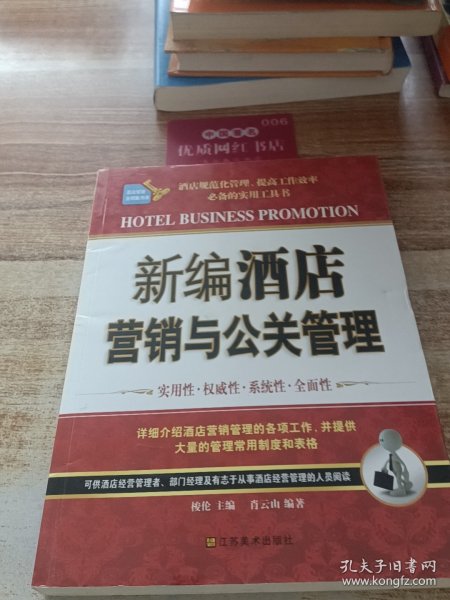 006
中国著名
优质网红书店
酒店规范化管理、提高工作效率
必备的实用工具书
HOTEL BUSINESS PROMOTION
新编酒店
营销与公关管理
·实用性·权威性·系统性·全面性·
详细介绍酒店营销管理的各项工作,并提供
大量的管理常用制度和表格
可供酒店经营管理者、部门经理及有志于从事酒店经营管理的人员阅读
梭伦 主编 肖云山 编著
江苏美术出版社
孔夫子旧书网
www.kongfz.com